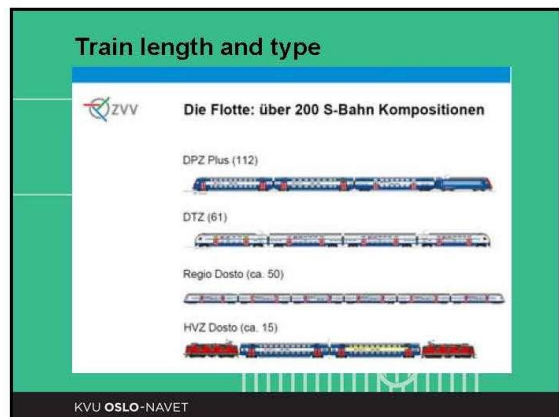 Train length and type
ZVV
Die Flotte: über 200 S-Bahn Kompositionen
DPZ Plus (112)
DTZ (61)
Regio Dosto (ca. 50)
HVZ Dosto (ca. 15)
KVU OSLO-NAVET